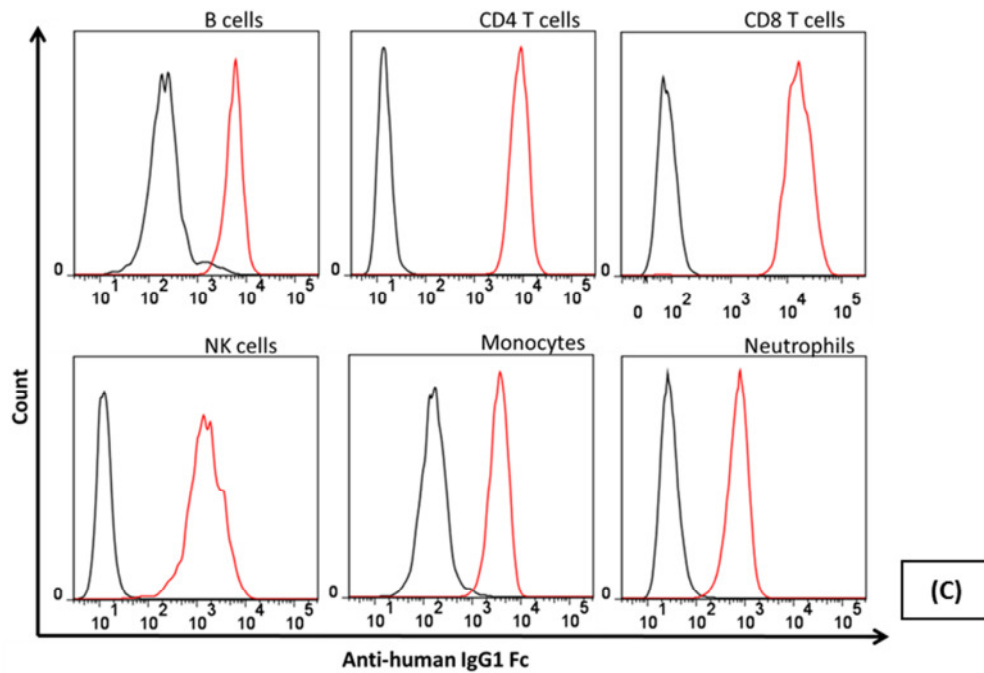 B cells
CD4 T cells
CD8 T cells
0
0
0
10^1 10^2 10^3 10^4 10^5
10^1 10^2 10^3 10^4 10^5
0 10^2 10^3 10^4 10^5
NK cells
Monocytes
Neutrophils
0
0
0
10^1 10^2 10^3 10^4 10^5
10^1 10^2 10^3 10^4 10^5
10^1 10^2 10^3 10^4 10^5
Count
Anti-human IgG1 Fc
(C)